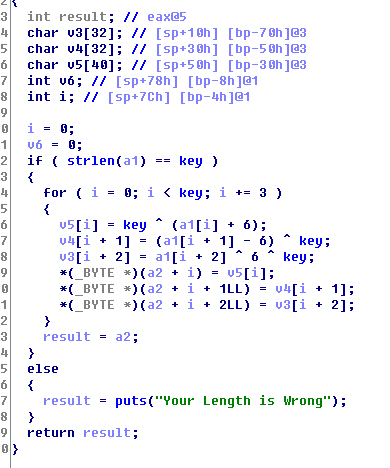 2 {
3 int result; // eax@5
4 char v3[32]; // [sp+10h] [bp-70h]@3
5 char v4[32]; // [sp+30h] [bp-50h]@3
6 char v5[40]; // [sp+50h] [bp-30h]@3
7 int v6; // [sp+78h] [bp-8h]@1
8 int i; // [sp+7Ch] [bp-4h]@1
9
0 i = 0;
1 v6 = 0;
2 if ( strlen(a1) == key )
3 {
4 for ( i = 0; i < key; i += 3 )
5 {
6 v5[i] = key ^ (a1[i] + 6);
7 v4[i + 1] = (a1[i + 1] - 6) ^ key;
8 v3[i + 2] = a1[i + 2] ^ 6 ^ key;
9 *(_BYTE *)(a2 + i) = v5[i];
0 *(_BYTE *)(a2 + i + 1LL) = v4[i + 1];
1 *(_BYTE *)(a2 + i + 2LL) = v3[i + 2];
2 }
3 result = a2;
4 }
5 else
6 {
7 result = puts("Your Length is Wrong");
8 }
9 return result;
0 }